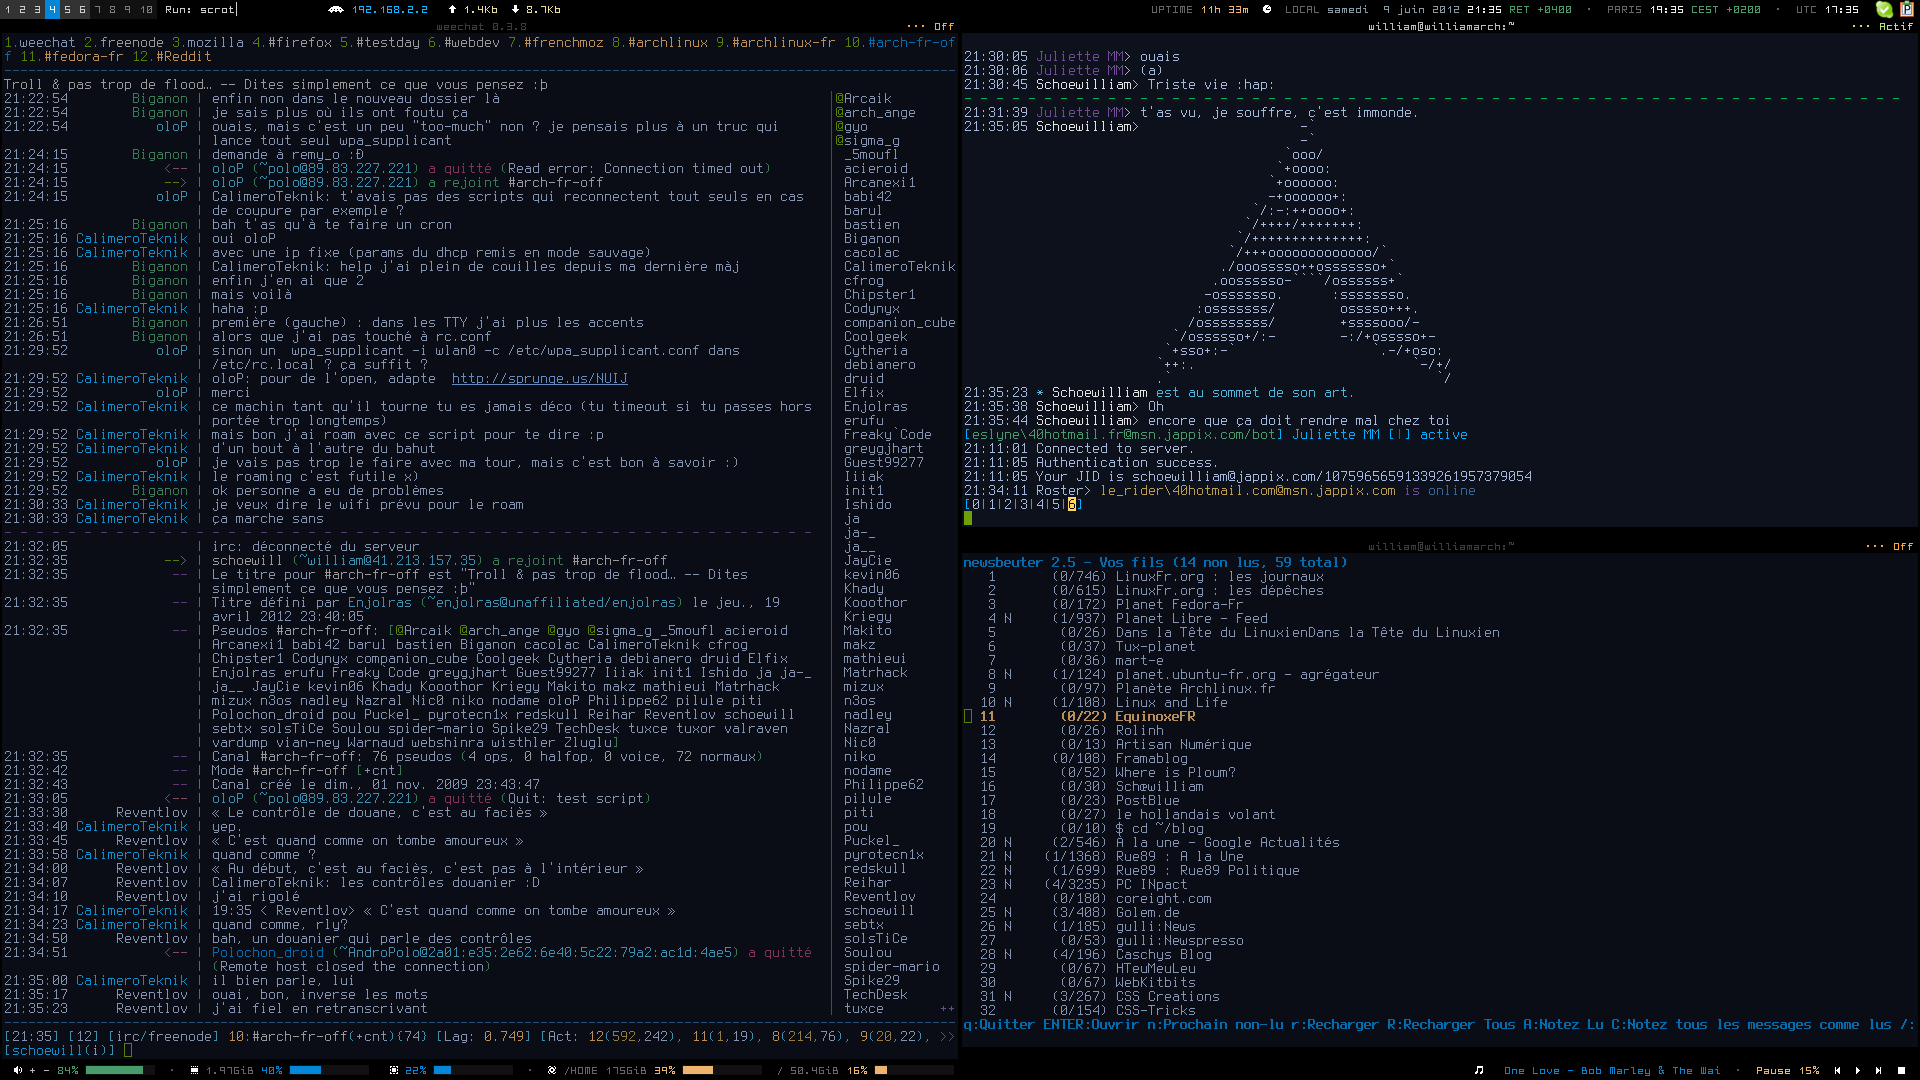 1 2 3 4 5 6 7 8 9 10 Run: scrot 192.168.2.2 1.4Kb 8.7Kb UPTIME 11h 33m LOCAL samedi 9 juin 2012 21:35 RET +0400 · PARIS 19:35 CEST +0200 · UTC 17:35
weechat 0.3.8 ··· Off
1.weechat 2.freenode 3.mozilla 4.#firefox 5.#testday 6.#webdev 7.#frenchmoz 8.#archlinux 9.#archlinux-fr 10.#arch-fr-of
f 11.#fedora-fr 12.#Reddit
Troll & pas trop de flood… -- Dites simplement ce que vous pensez :þ
21:22:54 Biganon | enfin non dans le nouveau dossier là
21:22:54 Biganon | je sais plus où ils ont foutu ça
21:22:54 oloP | ouais, mais c'est un peu "too-much" non ? je pensais plus à un truc qui
| lance tout seul wpa_supplicant
21:24:15 Biganon | demande à remy_o :Ð
21:24:15 <-- | oloP (~polo@89.83.227.221) a quitté (Read error: Connection timed out)
21:24:15 --> | oloP (~polo@89.83.227.221) a rejoint #arch-fr-off
21:24:15 oloP | CalimeroTeknik: t'avais pas des scripts qui reconnectent tout seuls en cas
| de coupure par exemple ?
21:25:16 Biganon | bah t'as qu'à te faire un cron
21:25:16 CalimeroTeknik | oui oloP
21:25:16 CalimeroTeknik | avec une ip fixe (params du dhcp remis en mode sauvage)
21:25:16 Biganon | CalimeroTeknik: help j'ai plein de couilles depuis ma dernière màj
21:25:16 Biganon | enfin j'en ai que 2
21:25:16 Biganon | mais voilà
21:25:16 CalimeroTeknik | haha :p
21:26:51 Biganon | première (gauche) : dans les TTY j'ai plus les accents
21:26:51 Biganon | alors que j'ai pas touché à rc.conf
21:29:52 oloP | sinon un  wpa_supplicant -i wlan0 -c /etc/wpa_supplicant.conf dans
| /etc/rc.local ? ça suffit ?
21:29:52 CalimeroTeknik | oloP: pour de l'open, adapte  http://sprunge.us/NUIJ
21:29:52 oloP | merci
21:29:52 CalimeroTeknik | ce machin tant qu'il tourne tu es jamais déco (tu timeout si tu passes hors
| portée trop longtemps)
21:29:52 CalimeroTeknik | mais bon j'ai roam avec ce script pour te dire :p
21:29:52 CalimeroTeknik | d'un bout à l'autre du bahut
21:29:52 oloP | je vais pas trop le faire avec ma tour, mais c'est bon à savoir :)
21:29:52 CalimeroTeknik | le roaming c'est futile x)
21:29:52 Biganon | ok personne a eu de problèmes
21:30:33 CalimeroTeknik | je veux dire le wifi prévu pour le roam
21:30:33 CalimeroTeknik | ça marche sans
21:32:05 | irc: déconnecté du serveur
21:32:35 --> | schoewill (~william@41.213.157.35) a rejoint #arch-fr-off
21:32:35 -- | Le titre pour #arch-fr-off est "Troll & pas trop de flood… -- Dites
| simplement ce que vous pensez :þ"
21:32:35 -- | Titre défini par Enjolras (~enjolras@unaffiliated/enjolras) le jeu., 19
| avril 2012 23:40:05
21:32:35 -- | Pseudos #arch-fr-off: [@Arcaik @arch_ange @gyo @sigma_g _5moufl acieroid
| Arcanexi1 babi42 barul bastien Biganon cacolac CalimeroTeknik cfrog
| Chipster1 Codynyx companion_cube Coolgeek Cytheria debianero druid Elfix
| Enjolras erufu Freaky`Code greygjhart Guest99277 Iiiak init1 Ishido ja ja-_
| ja__ JayCie kevin06 Khady Kooothor Kriegy Makito makz mathieui Matrhack
| mizux n3os nadley Nazral Nic0 niko nodame oloP Philippe62 pilule piti
| Polochon_droid pou Puckel_ pyrotecn1x redskull Reihar Reventlov schoewill
| sebtx solsTiCe Soulou spider-mario Spike29 TechDesk tuxce tuxor valraven
| vardump vian-ney Warnaud webshinra wisthler Zluglu]
21:32:35 -- | Canal #arch-fr-off: 76 pseudos (4 ops, 0 halfop, 0 voice, 72 normaux)
21:32:42 -- | Mode #arch-fr-off [+cnt]
21:32:43 -- | Canal créé le dim., 01 nov. 2009 23:43:47
21:33:05 <-- | oloP (~polo@89.83.227.221) a quitté (Quit: test script)
21:33:30 Reventlov | « Le contrôle de douane, c'est au faciès »
21:33:40 CalimeroTeknik | yep.
21:33:45 Reventlov | « C'est quand comme on tombe amoureux »
21:33:58 CalimeroTeknik | quand comme ?
21:34:00 Reventlov | « Au début, c'est au faciès, c'est pas à l'intérieur »
21:34:07 Reventlov | CalimeroTeknik: les contrôles douanier :D
21:34:10 Reventlov | j'ai rigolé
21:34:17 CalimeroTeknik | 19:35 < Reventlov> « C'est quand comme on tombe amoureux »
21:34:23 CalimeroTeknik | quand comme, rly?
21:34:50 Reventlov | bah, un douanier qui parle des contrôles
21:34:51 <-- | Polochon_droid (~AndroPolo@2a01:e35:2e62:6e40:5c22:79a2:ac1d:4ae5) a quitté
| (Remote host closed the connection)
21:35:00 CalimeroTeknik | il bien parle, lui
21:35:17 Reventlov | ouai, bon, inverse les mots
21:35:23 Reventlov | j'ai fiel en retranscrivant
@Arcaik
@arch_ange
@gyo
@sigma_g
_5moufl
acieroid
Arcanexi1
babi42
barul
bastien
Biganon
cacolac
CalimeroTeknik
cfrog
Chipster1
Codynyx
companion_cube
Coolgeek
Cytheria
debianero
druid
Elfix
Enjolras
erufu
Freaky`Code
greygjhart
Guest99277
Iiiak
init1
Ishido
ja
ja-_
ja__
JayCie
kevin06
Khady
Kooothor
Kriegy
Makito
makz
mathieui
Matrhack
mizux
n3os
nadley
Nazral
Nic0
niko
nodame
Philippe62
pilule
piti
pou
Puckel_
pyrotecn1x
redskull
Reihar
Reventlov
schoewill
sebtx
solsTiCe
Soulou
spider-mario
Spike29
TechDesk
tuxce ++
[21:35] [12] [irc/freenode] 10:#arch-fr-off(+cnt){74} [Lag: 0.749] [Act: 12(592,242), 11(1,19), 8(214,76), 9(20,22), >>
[schoewill(i)]
william@williamarch:~ ··· Actif
21:30:05 Juliette MM> ouais
21:30:06 Juliette MM> (a)
21:30:45 Schoewilliam> Triste vie :hap:
21:31:39 Juliette MM> t'as vu, je souffre, c'est immonde.
21:35:05 Schoewilliam>
-`
`ooo/
`+oooo:
`+oooooo:
-+oooooo+:
`/:-:++oooo+:
`/++++/+++++++:
`/++++++++++++++:
`/+++ooooooooooooo/`
./ooosssso++osssssso+`
.oossssso-````/ossssss+`
-osssssso. :ssssssso.
:osssssss/ osssso+++.
/ossssssss/ +ssssooo/-
`/ossssso+/:- -:/+osssso+-
`+sso+:-` `.-/+oso:
`++:. `-/+/
.` `/
21:35:23 * Schoewilliam est au sommet de son art.
21:35:38 Schoewilliam> Oh
21:35:44 Schoewilliam> encore que ça doit rendre mal chez toi
[eslyne\40hotmail.fr@msn.jappix.com/bot] Juliette MM [|] active
21:11:01 Connected to server.
21:11:05 Authentication success.
21:11:05 Your JID is schoewilliam@jappix.com/10759656591339261957379054
21:34:11 Roster> le_rider\40hotmail.com@msn.jappix.com is online
[0|1|2|3|4|5|6]
william@williamarch:~ ··· Off
newsbeuter 2.5 - Vos fils (14 non lus, 59 total)
1 (0/746) LinuxFr.org : les journaux
2 (0/615) LinuxFr.org : les dépêches
3 (0/172) Planet Fedora-Fr
4 N (1/937) Planet Libre - Feed
5 (0/26) Dans la Tête du LinuxienDans la Tête du Linuxien
6 (0/37) Tux-planet
7 (0/36) mart-e
8 N (1/124) planet.ubuntu-fr.org - agrégateur
9 (0/97) Planète Archlinux.fr
10 N (1/108) Linux and Life
11 (0/22) EquinoxeFR
12 (0/26) Rolinh
13 (0/13) Artisan Numérique
14 (0/108) Framablog
15 (0/52) Where is Ploum?
16 (0/30) Schœwilliam
17 (0/23) PostBlue
18 (0/27) le hollandais volant
19 (0/10) $ cd ~/blog
20 N (2/546) À la une - Google Actualités
21 N (1/1368) Rue89 : A la Une
22 N (1/699) Rue89 : Rue89 Politique
23 N (4/3235) PC INpact
24 (0/180) coreight.com
25 N (3/408) Golem.de
26 N (1/185) gulli:News
27 (0/53) gulli:Newspresso
28 N (4/196) Caschys Blog
29 (0/67) HTeuMeuLeu
30 (0/67) WebKitbits
31 N (3/267) CSS Creations
32 (0/154) CSS-Tricks
q:Quitter ENTER:Ouvrir n:Prochain non-lu r:Recharger R:Recharger Tous A:Notez Lu C:Notez tous les messages comme lus /:
+ - 84% · 1.97GiB 40% · 22% · /HOME 175GiB 39% / 50.4GiB 16% One Love - Bob Marley & The Wai · Pause 15%